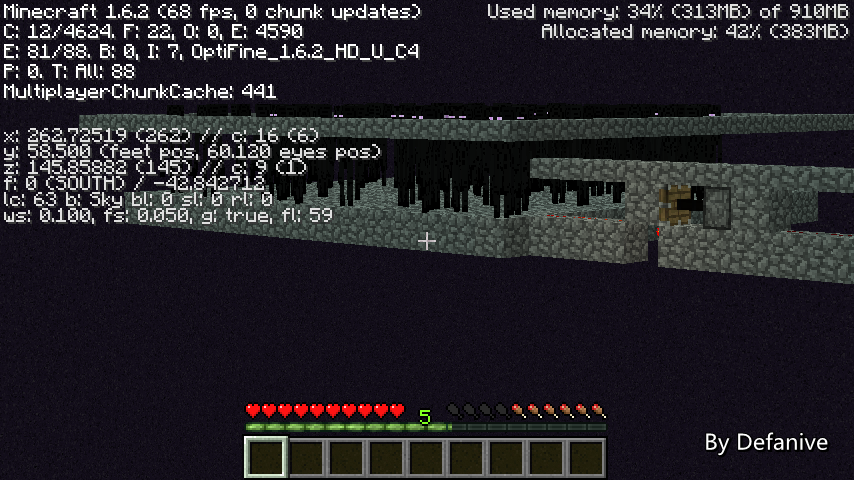 Minecraft 1.6.2 (68 fps, 0 chunk updates)
C: 12/4624. F: 22, O: 0, E: 4590
E: 81/88. B: 0, I: 7, OptiFine_1.6.2_HD_U_C4
P: 0. T: All: 88
MultiplayerChunkCache: 441
Used memory: 34% (313MB) of 910MB
Allocated memory: 42% (383MB)
x: 262.72519 (262) // c: 16 (6)
y: 58.500 (feet pos, 60.120 eyes pos)
z: 145.85882 (145) // c: 9 (1)
f: 0 (SOUTH) / -42.842712
lc: 63 b: Sky bl: 0 sl: 0 rl: 0
ws: 0.100, fs: 0.050, g: true, fl: 59
5
By Defanive